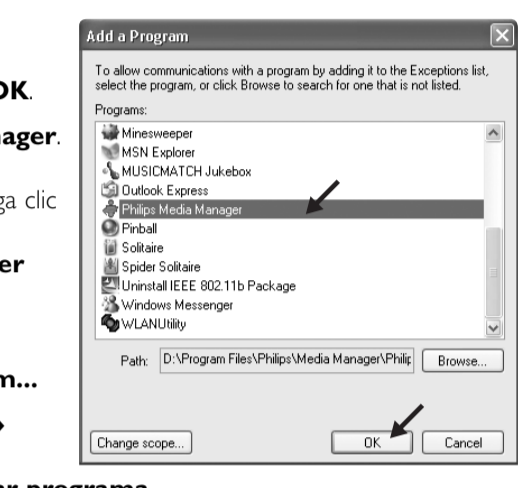 OK.
Add a Program
To allow communications with a program by adding it to the Exceptions list,
select the program, or click Browse to search for one that is not listed.
Programs:
Minesweeper
MSN Explorer
MUSICMATCH Jukebox
Outlook Express
Philips Media Manager
Pinball
Solitaire
Spider Solitaire
Uninstall IEEE 802.11b Package
Windows Messenger
WLANUtility
Path:
D:\Program Files\Philips\Media Manager\Philip
Browse...
Change scope...
OK
Cancel
ager.
ga clic
er
m...
er programa